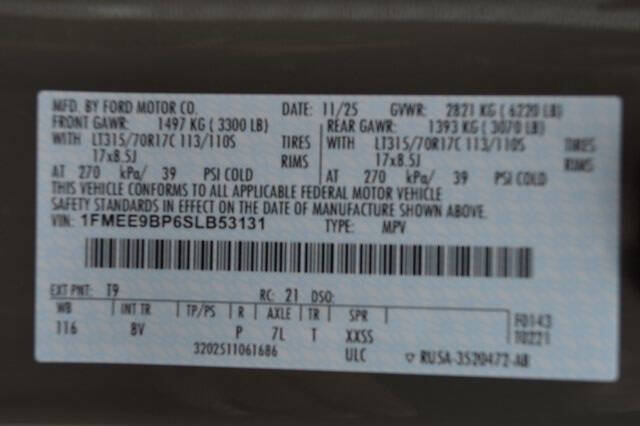 MFD. BY FORD MOTOR CO. DATE: 11/25 GVWR: 2821 KG (6220 LB)
FRONT GAWR: 1497 KG (3300 LB) REAR GAWR: 1393 KG (3070 LB)
WITH LT315/70R17C 113/110S TIRES LT315/70R17C 113/110S TIRES
17x8.5J RIMS 17x8.5J RIMS
AT 270 kPa/ 39 PSI COLD AT 270 kPa/ 39 PSI COLD
THIS VEHICLE CONFORMS TO ALL APPLICABLE FEDERAL MOTOR VEHICLE
SAFETY STANDARDS IN EFFECT ON THE DATE OF MANUFACTURE SHOWN ABOVE.
VIN: 1FMEE9BP6SLB53131 TYPE: MPV
EXT PNT: T9 RC: 21 DSO:
WB INT TR TP/PS R AXLE TR SPR F0143
116 BV P 7L T XXSS T0221
3202511061686 ULC ▽ RUSA-3520472-AB